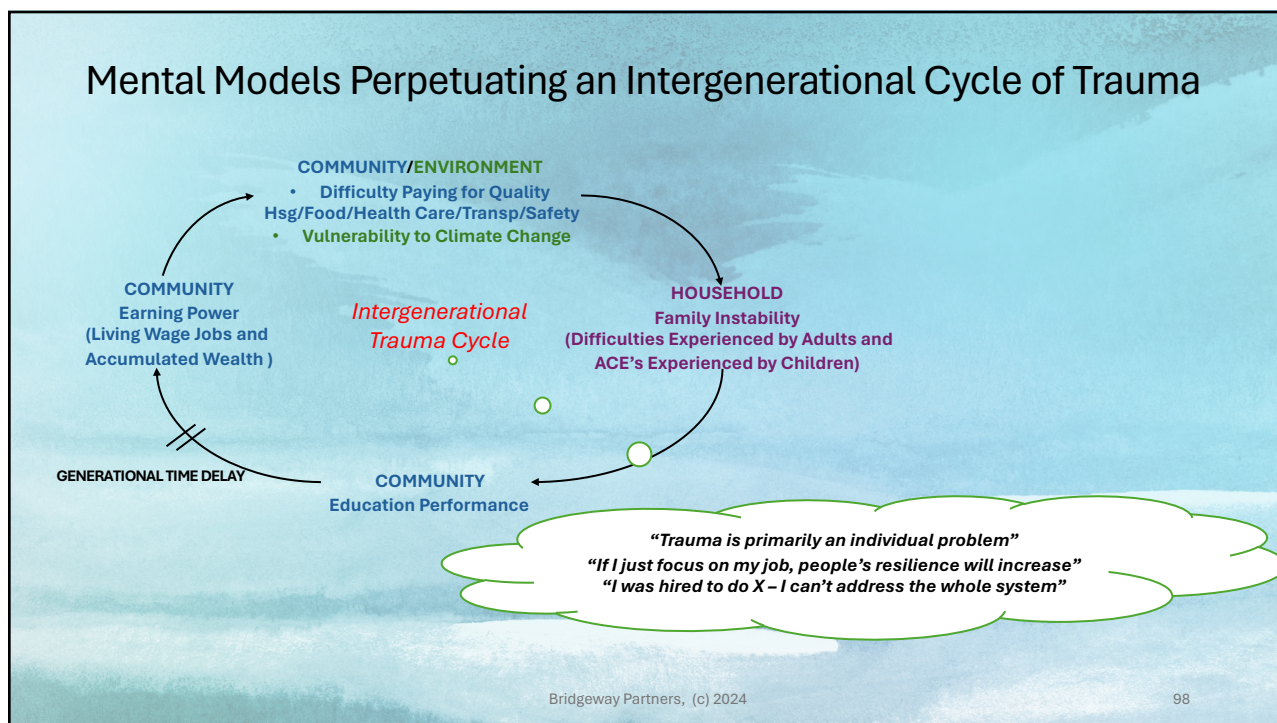 Mental Models Perpetuating an Intergenerational Cycle of Trauma
COMMUNITY/ENVIRONMENT
• Difficulty Paying for Quality
Hsg/Food/Health Care/Transp/Safety
• Vulnerability to Climate Change
COMMUNITY
Earning Power
(Living Wage Jobs and
Accumulated Wealth )
Intergenerational
Trauma Cycle
HOUSEHOLD
Family Instability
(Difficulties Experienced by Adults and
ACE’s Experienced by Children)
GENERATIONAL TIME DELAY
COMMUNITY
Education Performance
“Trauma is primarily an individual problem”
“If I just focus on my job, people’s resilience will increase”
“I was hired to do X – I can’t address the whole system”
Bridgeway Partners, (c) 2024
98